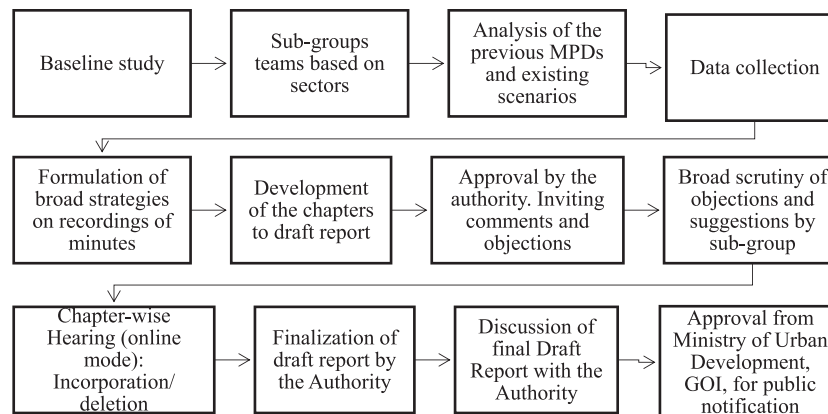 Baseline study
Sub-groups
teams based on
sectors
Analysis of the
previous MPDs
and existing
scenarios
Data collection
Formulation of
broad strategies
on recordings of
minutes
Development
of the chapters
to draft report
Approval by the
authority. Inviting
comments and
objections
Broad scrutiny of
objections and
suggestions by
sub-group
Chapter-wise
Hearing (online
mode):
Incorporation/
deletion
Finalization of
draft report by
the Authority
Discussion of
final Draft
Report with the
Authority
Approval from
Ministry of Urban
Development,
GOI, for public
notification